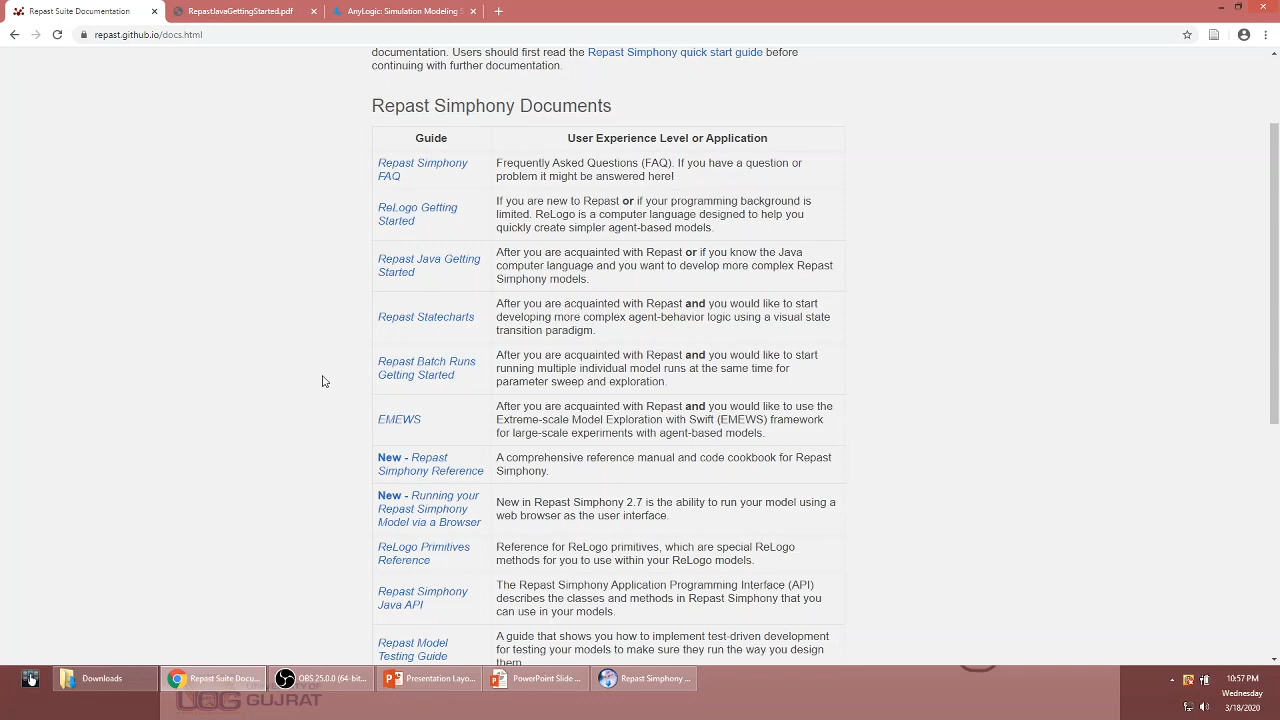 Repast Suite Documentation
RepastJavaGettingStarted.pdf
AnyLogic: Simulation Modeling S
repast.github.io/docs.html
documentation. Users should first read the Repast Simphony quick start guide before
continuing with further documentation.
Repast Simphony Documents
Guide
User Experience Level or Application
Repast Simphony
FAQ
Frequently Asked Questions (FAQ). If you have a question or
problem it might be answered here!
ReLogo Getting
Started
If you are new to Repast or if your programming background is
limited. ReLogo is a computer language designed to help you
quickly create simpler agent-based models.
Repast Java Getting
Started
After you are acquainted with Repast or if you know the Java
computer language and you want to develop more complex Repast
Simphony models.
Repast Statecharts
After you are acquainted with Repast and you would like to start
developing more complex agent-behavior logic using a visual state
transition paradigm.
Repast Batch Runs
Getting Started
After you are acquainted with Repast and you would like to start
running multiple individual model runs at the same time for
parameter sweep and exploration.
EMEWS
After you are acquainted with Repast and you would like to use the
Extreme-scale Model Exploration with Swift (EMEWS) framework
for large-scale experiments with agent-based models.
New - Repast
Simphony Reference
A comprehensive reference manual and code cookbook for Repast
Simphony.
New - Running your
Repast Simphony
Model via a Browser
New in Repast Simphony 2.7 is the ability to run your model using a
web browser as the user interface.
ReLogo Primitives
Reference
Reference for ReLogo primitives, which are special ReLogo
methods for you to use within your ReLogo models.
Repast Simphony
Java API
The Repast Simphony Application Programming Interface (API)
describes the classes and methods in Repast Simphony that you
can use in your models.
Repast Model
Testing Guide
A guide that shows you how to implement test-driven development
for testing your models to make sure they run the way you design
them.
Downloads
Repast Suite Docu...
OBS 25.0.0 (64-bit...
Presentation Layo...
PowerPoint Slide ...
Repast Simphony ...
10:57 PM
Wednesday
3/18/2020
GUJRAT